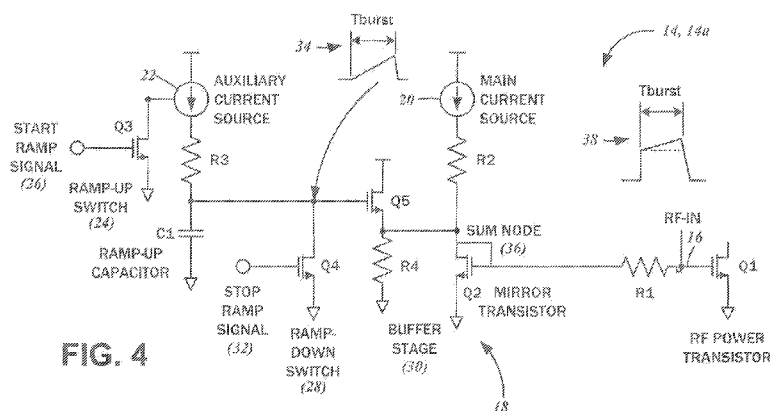 Tburst
34
14, 14a
22
AUXILIARY
CURRENT
SOURCE
MAIN
CURRENT
SOURCE
20
Tburst
38
Q3
START
RAMP
SIGNAL
(26)
RAMP-UP
SWITCH
(24)
R3
R2
Q5
C1
RAMP-UP
CAPACITOR
SUM NODE
(36)
RF-IN
16
Q4
R4
Q2
MIRROR
TRANSISTOR
R1
Q1
STOP
RAMP
SIGNAL
(32)
RAMP-
DOWN
SWITCH
(28)
BUFFER
STAGE
(30)
RF POWER
TRANSISTOR
FIG. 4
18